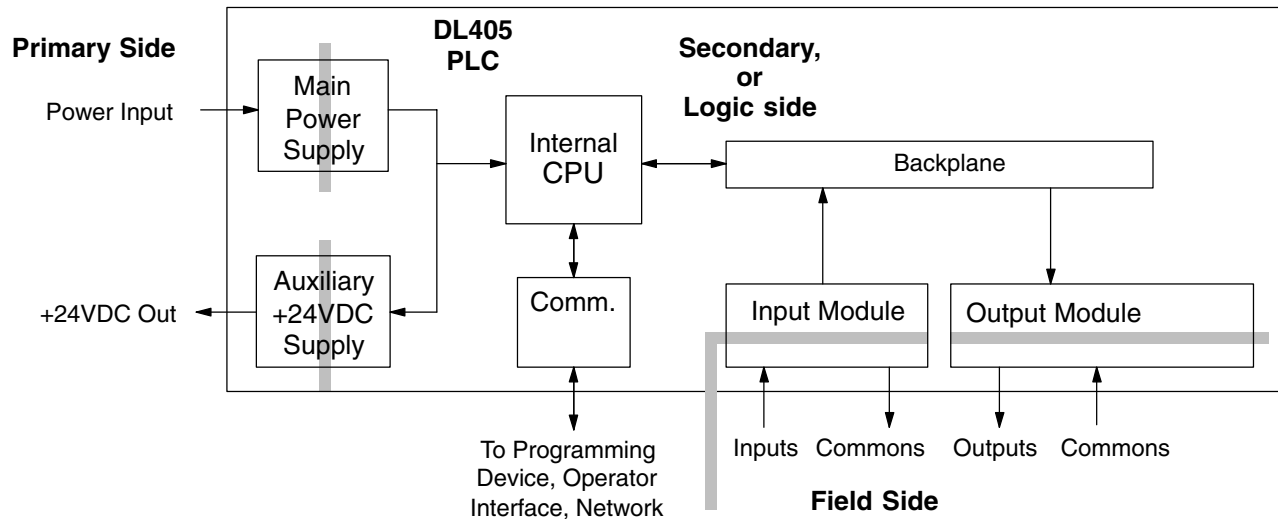 Primary Side
DL405
PLC
Secondary,
or
Logic side
Power Input
Main
Power
Supply
Internal
CPU
Backplane
Auxiliary
+24VDC
Supply
+24VDC Out
Comm.
Input Module
Output Module
Inputs
Commons
Outputs
Commons
To Programming
Device, Operator
Interface, Network
Field Side